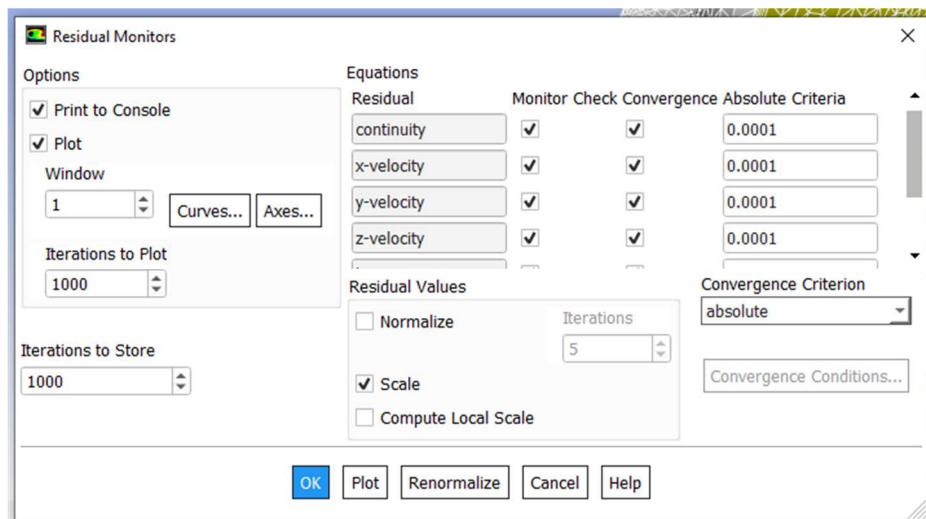 Residual Monitors
Options
Print to Console
Plot
Window
1
Curves...
Axes...
Iterations to Plot
1000
Iterations to Store
1000
Equations
Residual Monitor Check Convergence Absolute Criteria
continuity 0.0001
x-velocity 0.0001
y-velocity 0.0001
z-velocity 0.0001
Residual Values
Normalize
Iterations
5
Scale
Compute Local Scale
Convergence Criterion
absolute
Convergence Conditions...
OK Plot Renormalize Cancel Help